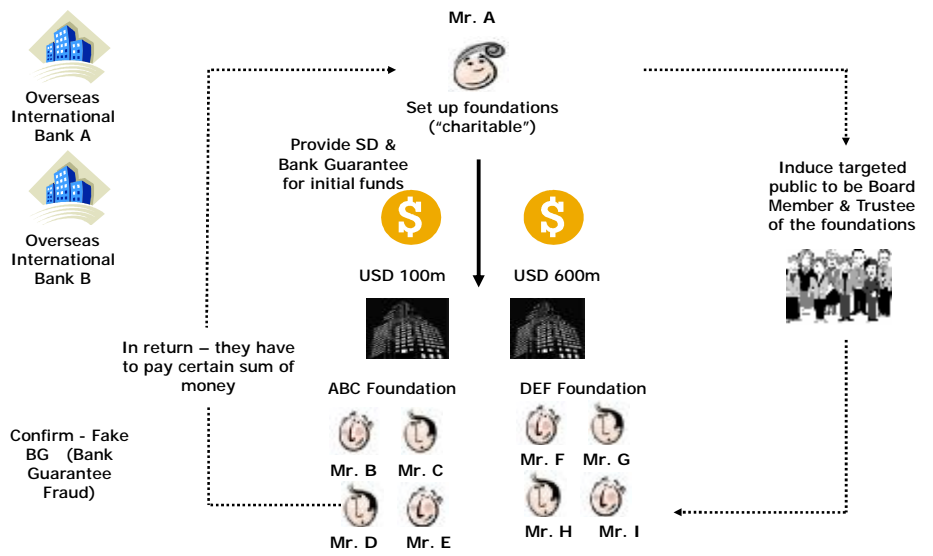 Mr. A
Overseas
International
Bank A
Set up foundations
(“charitable”)
Provide SD &
Bank Guarantee
for initial funds
Induce targeted
public to be Board
Member & Trustee
of the foundations
Overseas
International
Bank B
$
$
USD 100m
USD 600m
In return – they have
to pay certain sum of
money
ABC Foundation
DEF Foundation
Confirm - Fake
BG (Bank
Guarantee
Fraud)
Mr. B
Mr. C
Mr. F
Mr. G
Mr. D
Mr. E
Mr. H
Mr. I